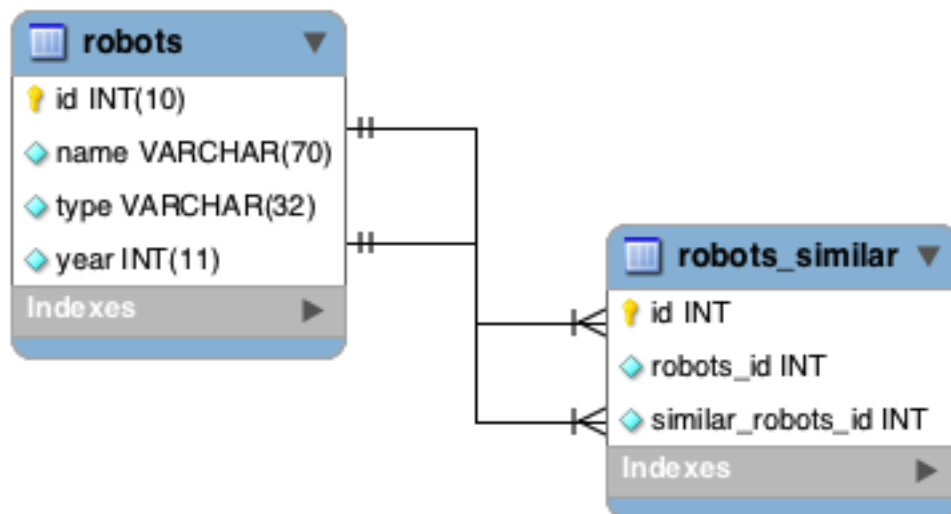 robots
id INT(10)
name VARCHAR(70)
type VARCHAR(32)
year INT(11)
Indexes
robots_similar
id INT
robots_id INT
similar_robots_id INT
Indexes